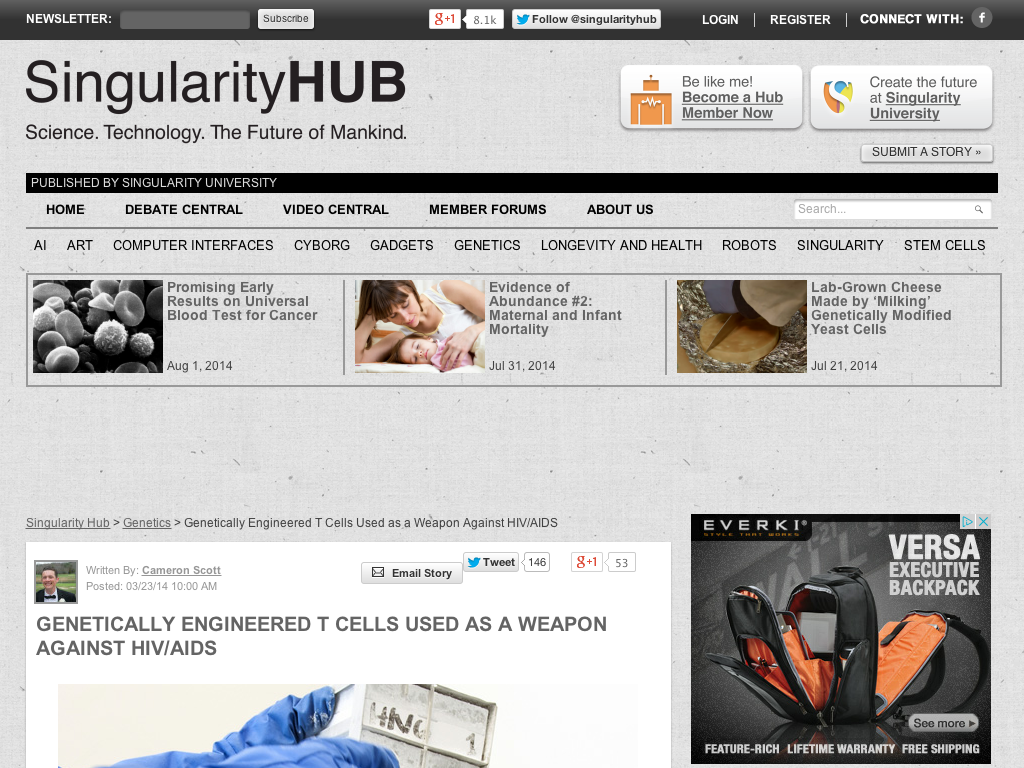 NEWSLETTER:
Subscribe
g+1 8.1k
Follow @singularityhub
LOGIN
REGISTER
CONNECT WITH:
f
SingularityHUB
Science. Technology. The Future of Mankind.
Be like me!
Become a Hub
Member Now
Create the future
at Singularity
University
SUBMIT A STORY »
PUBLISHED BY SINGULARITY UNIVERSITY
HOME
DEBATE CENTRAL
VIDEO CENTRAL
MEMBER FORUMS
ABOUT US
Search...
AI
ART
COMPUTER INTERFACES
CYBORG
GADGETS
GENETICS
LONGEVITY AND HEALTH
ROBOTS
SINGULARITY
STEM CELLS
Promising Early
Results on Universal
Blood Test for Cancer
Aug 1, 2014
Evidence of
Abundance #2:
Maternal and Infant
Mortality
Jul 31, 2014
Lab-Grown Cheese
Made by ‘Milking’
Genetically Modified
Yeast Cells
Jul 21, 2014
Singularity Hub > Genetics > Genetically Engineered T Cells Used as a Weapon Against HIV/AIDS
Written By: Cameron Scott
Posted: 03/23/14 10:00 AM
Email Story
Tweet 146
g+1 53
GENETICALLY ENGINEERED T CELLS USED AS A WEAPON
AGAINST HIV/AIDS
EVERKI®
STYLE THAT WORKS
VERSA
EXECUTIVE
BACKPACK
See more
FEATURE-RICH LIFETIME WARRANTY FREE SHIPPING